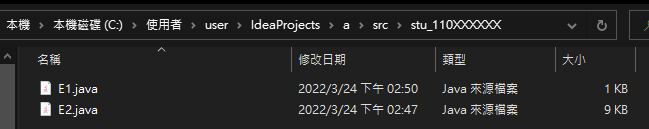 本機 > 本機磁碟 (C:) > 使用者 > user > IdeaProjects > a > src > stu_110XXXXXX
名稱 修改日期 類型 大小
E1.java 2022/3/24 下午 02:50 Java 來源檔案 1 KB
E2.java 2022/3/24 下午 02:47 Java 來源檔案 9 KB